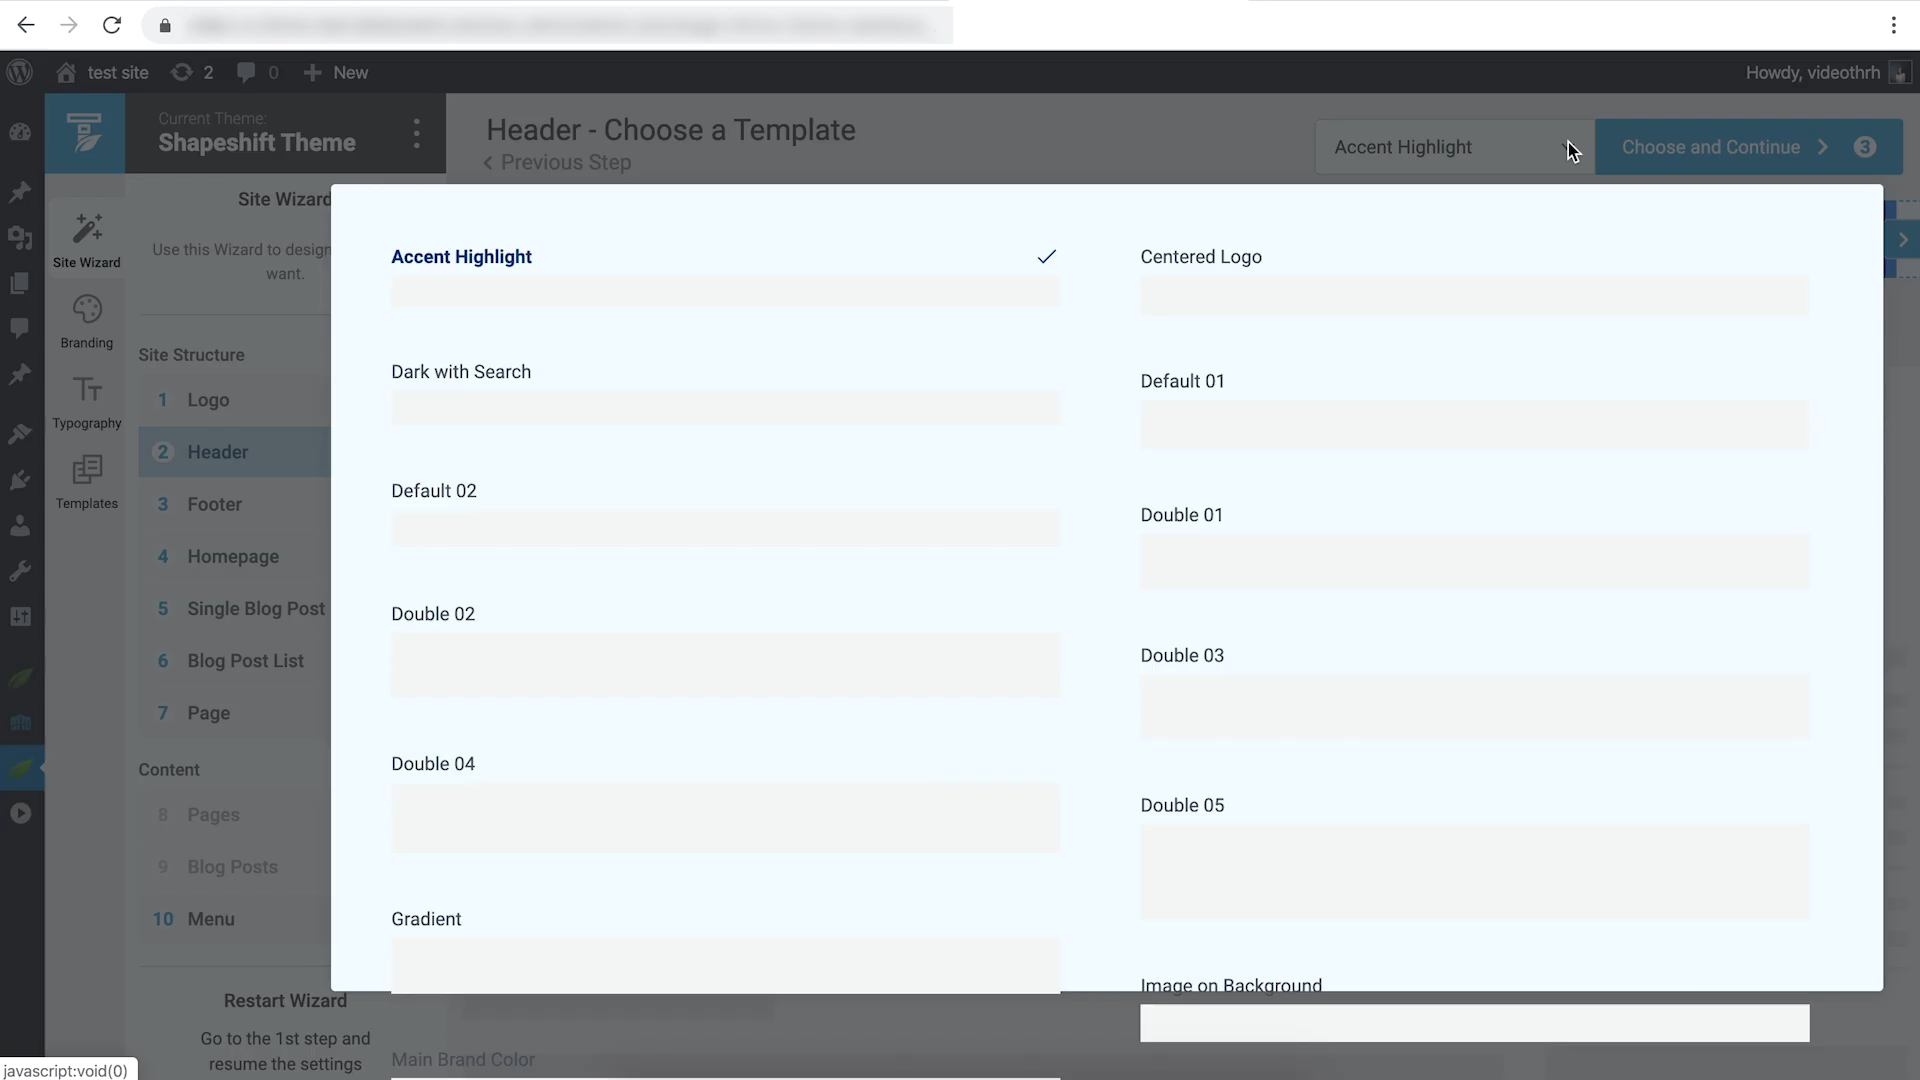 test site
2
0
New
Howdy, videothrh
Current Theme:
Shapeshift Theme
Header - Choose a Template
Previous Step
Accent Highlight
Choose and Continue
3
Site Wizard
Use this Wizard to design
want.
Site Wizard
Branding
Typography
Templates
Site Structure
1 Logo
2 Header
3 Footer
4 Homepage
5 Single Blog Post
6 Blog Post List
7 Page
Content
8 Pages
9 Blog Posts
10 Menu
Restart Wizard
Go to the 1st step and
resume the settings
Accent Highlight
Centered Logo
Dark with Search
Default 01
Default 02
Double 01
Double 02
Double 03
Double 04
Double 05
Gradient
Image on Background
Main Brand Color
javascript:void(0)